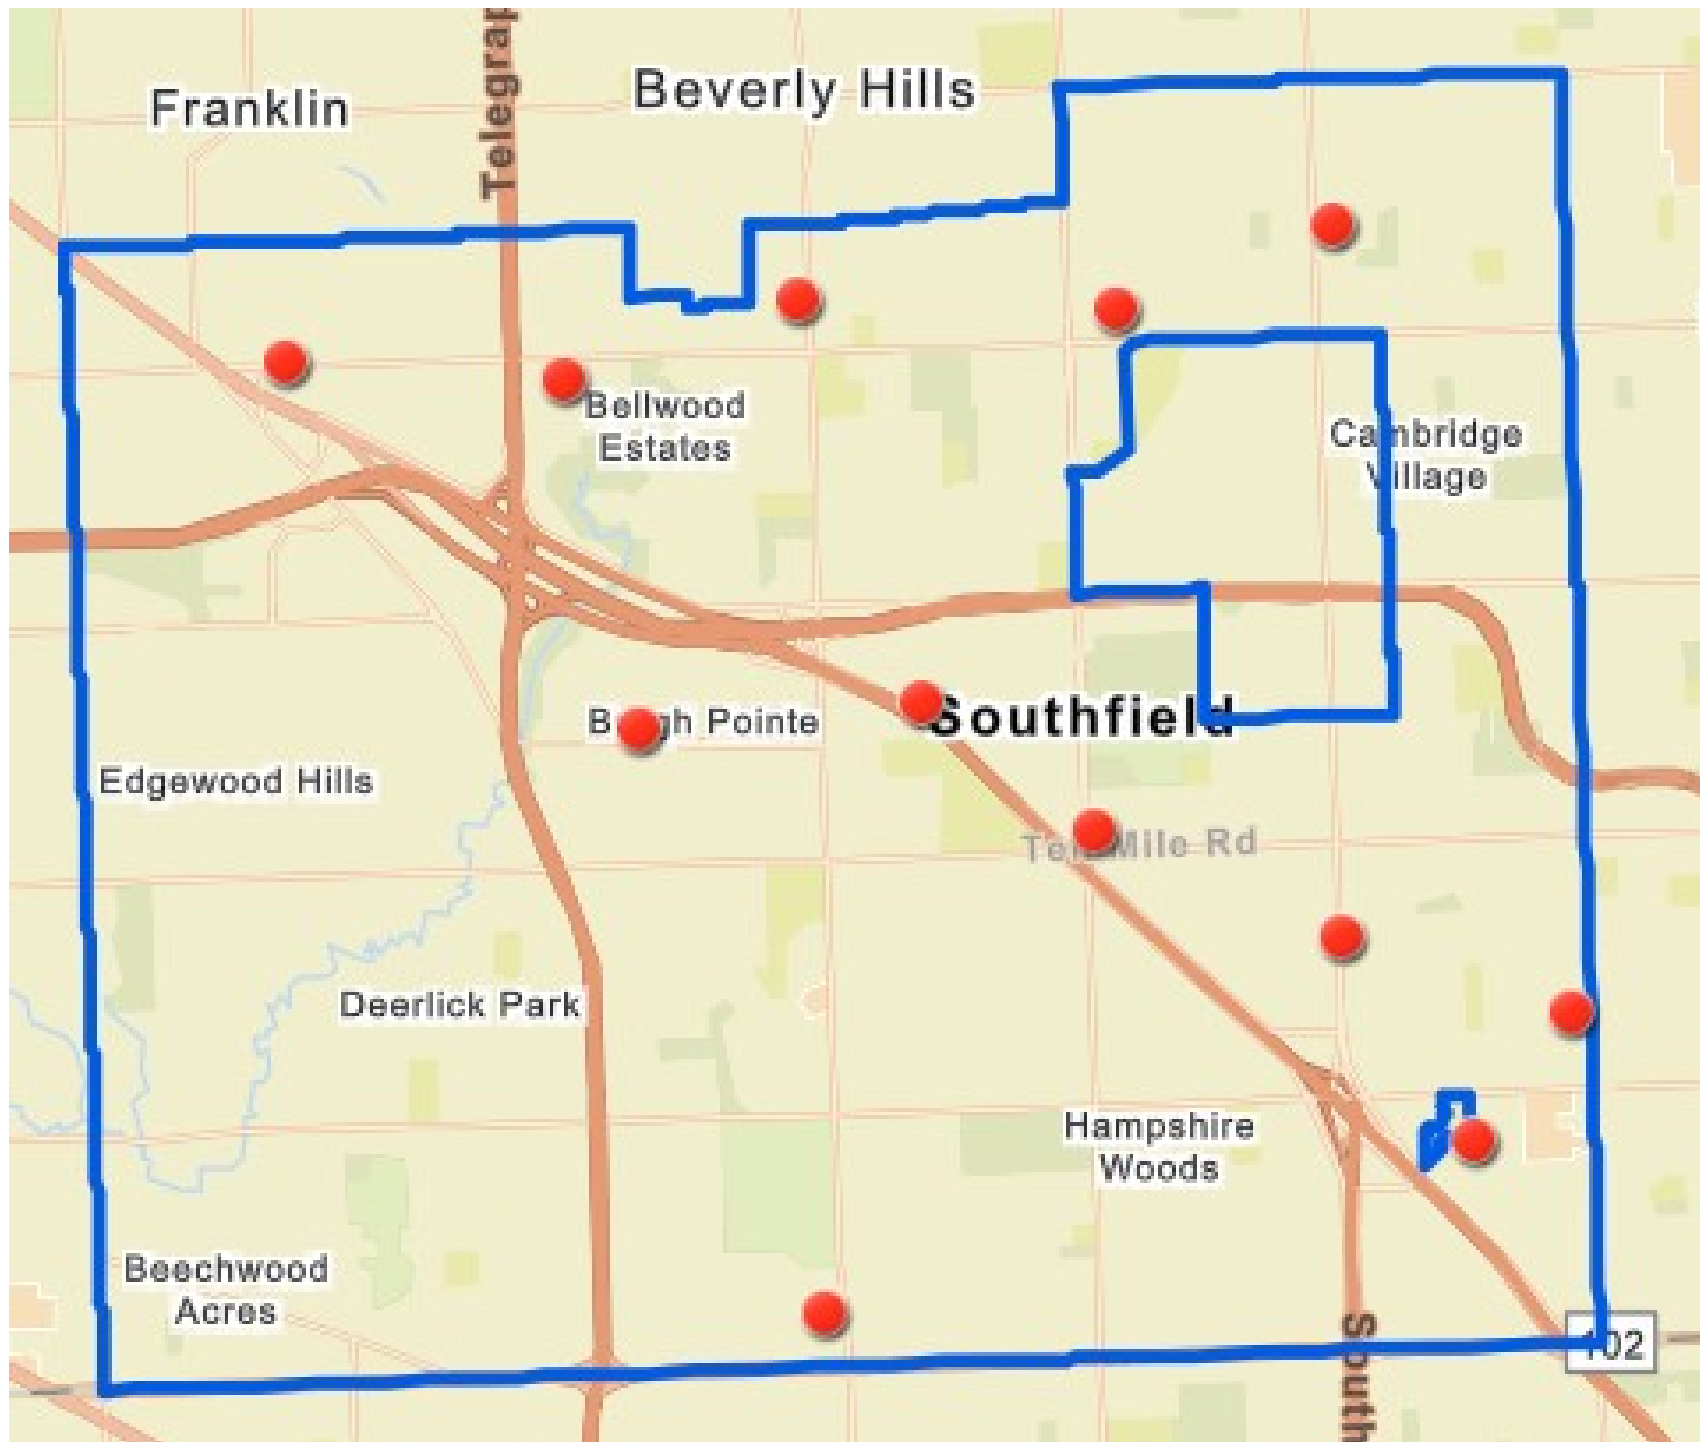 Telegrap
Beverly Hills
Franklin
Bellwood
Estates
Cambridge
Village
Southfield
Edgewood Hills
Ten Mile Rd
Deerlick Park
Hampshire
Woods
Beechwood
Acres
South
102